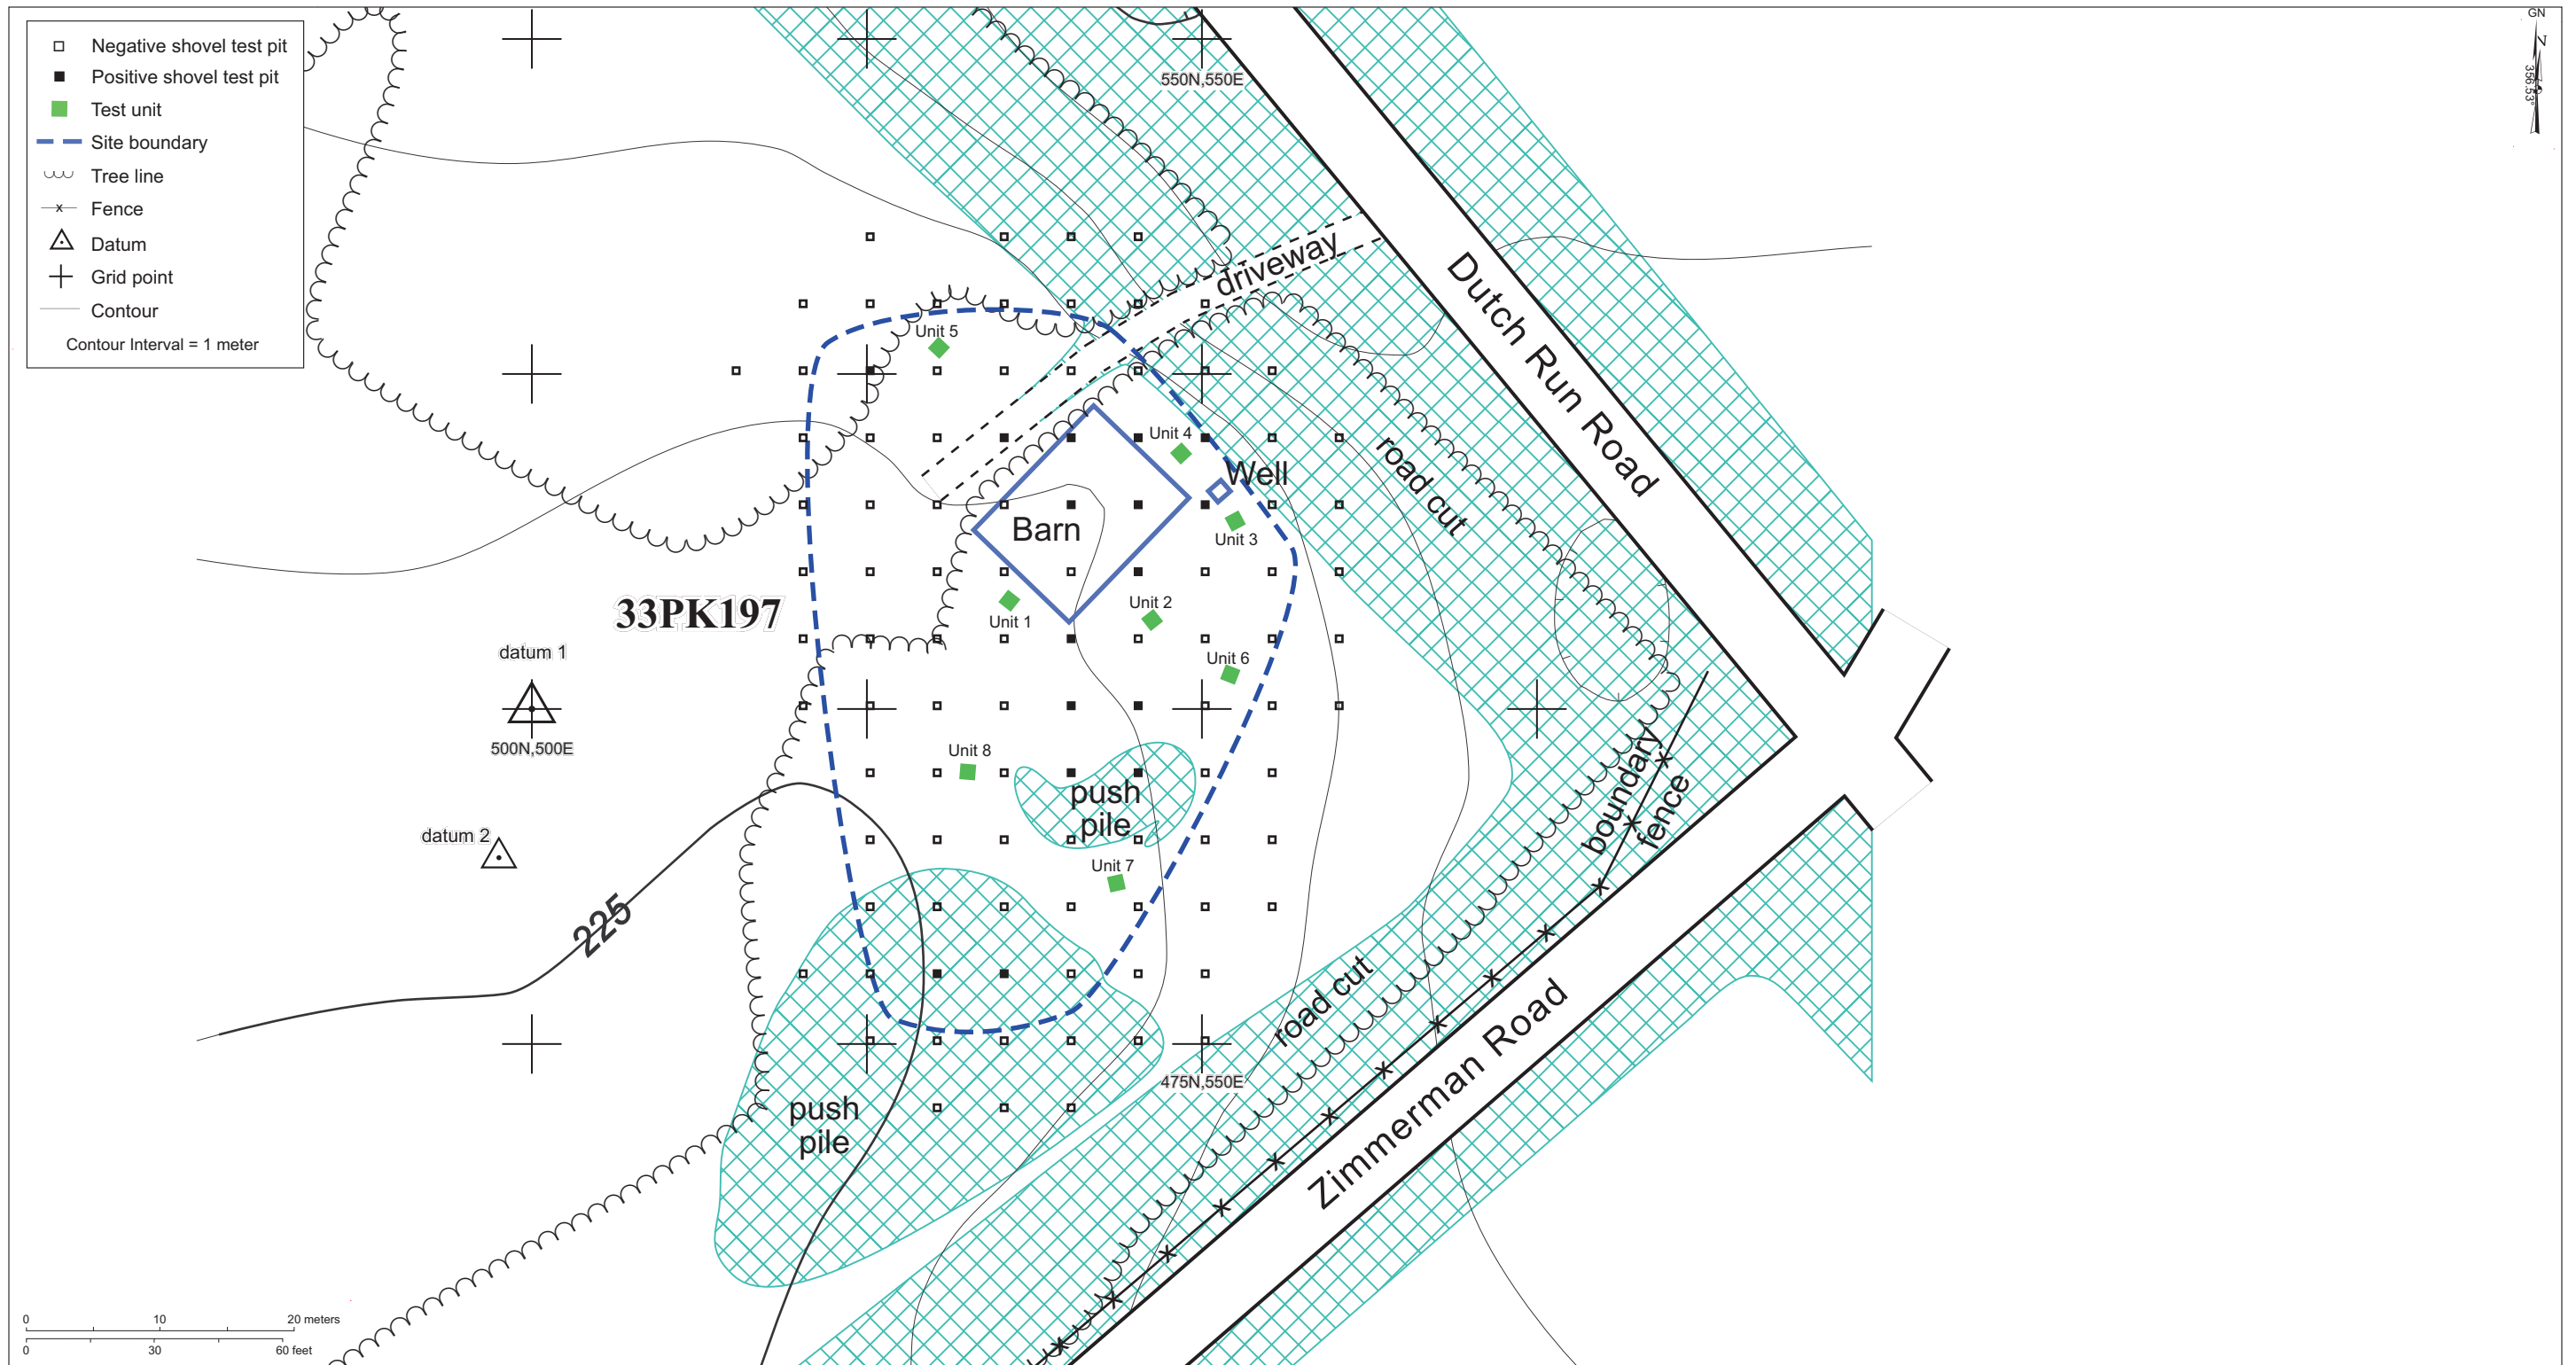 Negative shovel test pit
Positive shovel test pit
Test unit
Site boundary
Tree line
x
Fence
Datum
Grid point
Contour
Contour Interval = 1 meter
GN
N
356.53°
550N,550E
driveway
Dutch Run Road
Unit 5
Unit 4
Well
road cut
Barn
Unit 3
Unit 1
Unit 2
33PK197
datum 1
Unit 6
500N,500E
Unit 8
push
pile
boundary
fence
datum 2
Unit 7
225
road cut
Zimmerman Road
475N,550E
push
pile
0 10 20 meters
0 30 60 feet